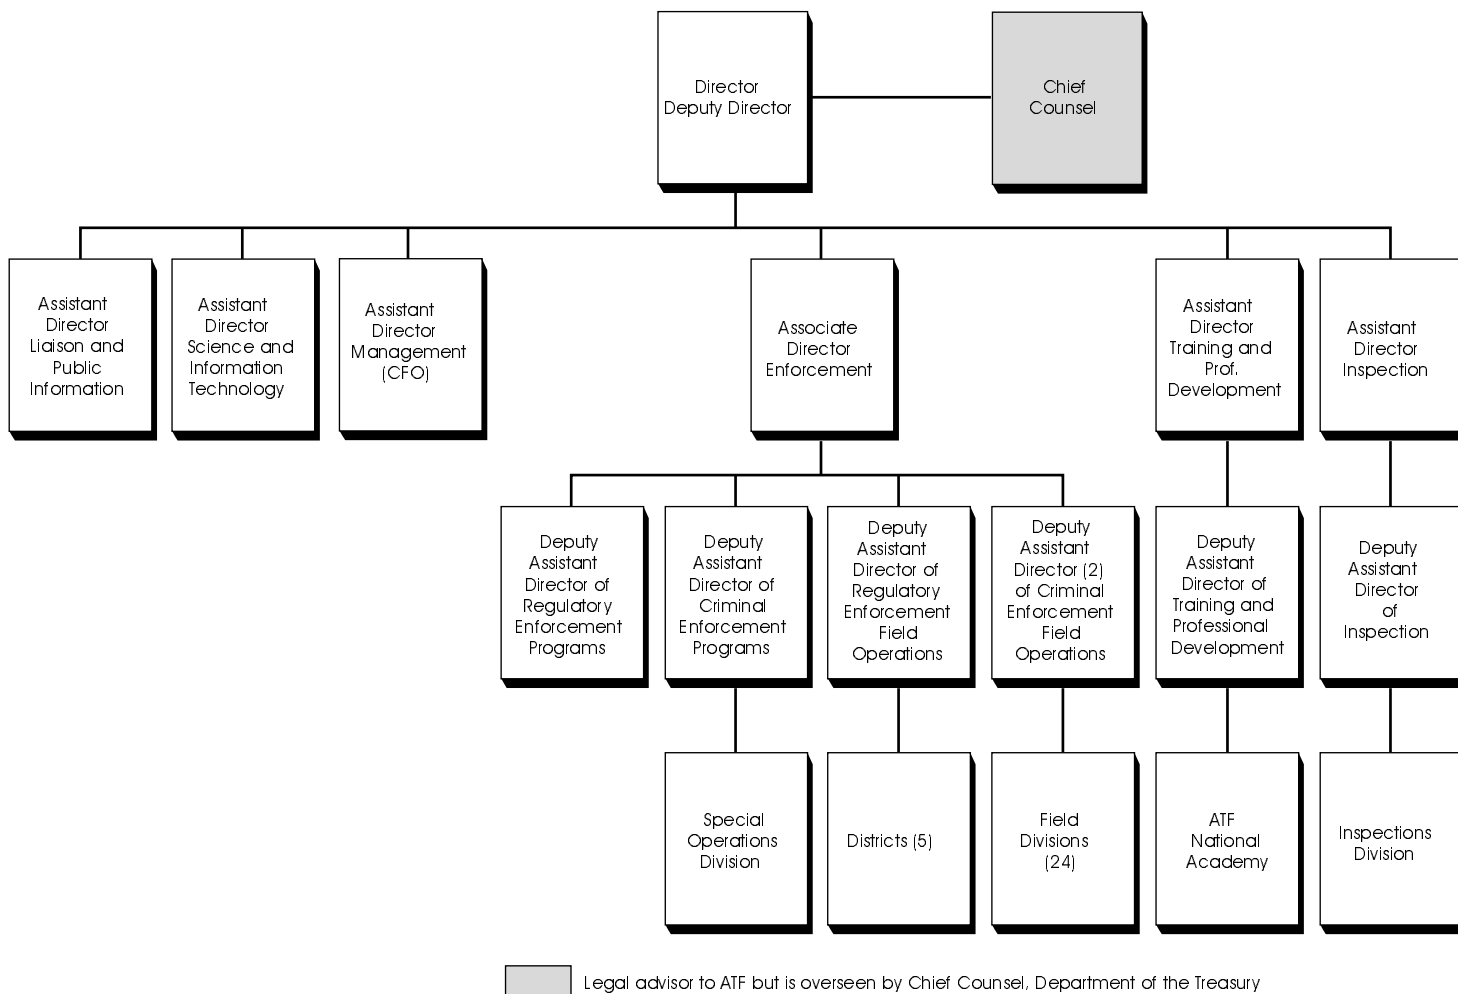 Director
Deputy Director
Chief
Counsel
Assistant
Director
Liaison and
Public
Information
Assistant
Director
Science and
Information
Technology
Assistant
Director
Management
(CFO)
Associate
Director
Enforcement
Assistant
Director
Training and
Prof.
Development
Assistant
Director
Inspection
Deputy
Assistant
Director of
Regulatory
Enforcement
Programs
Deputy
Assistant
Director of
Criminal
Enforcement
Programs
Deputy
Assistant
Director of
Regulatory
Enforcement
Field
Operations
Deputy
Assistant
Director (2)
of Criminal
Enforcement
Field
Operations
Deputy
Assistant
Director of
Training and
Professional
Development
Deputy
Assistant
Director
of
Inspection
Special
Operations
Division
Districts (5)
Field
Divisions
(24)
ATF
National
Academy
Inspections
Division
Legal advisor to ATF but is overseen by Chief Counsel, Department of the Treasury